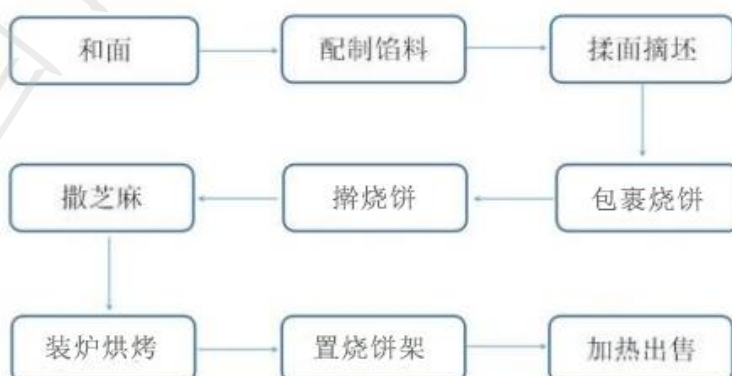 和面
配制馅料
揉面摘坯
包裹烧饼
擀烧饼
撒芝麻
装炉烘烤
置烧饼架
加热出售